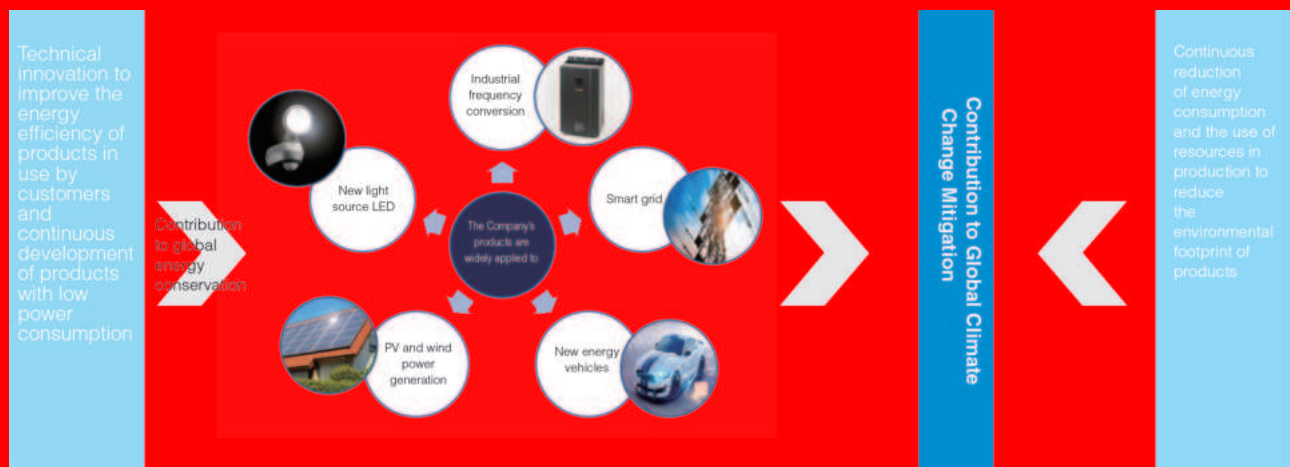 Technical
innovation to
improve the
energy
efficiency of
products in
use by
customers
and
continuous
development
of products
with low
power
consumption
Contribution
to global
energy
conservation
Industrial
frequency
conversion
New light
source LED
Smart grid
The Company's
products are
widely applied to
PV and wind
power
generation
New energy
vehicles
Contribution to Global Climate
Change Mitigation
Continuous
reduction
of energy
consumption
and the use of
resources in
production to
reduce
the
environmental
footprint of
products